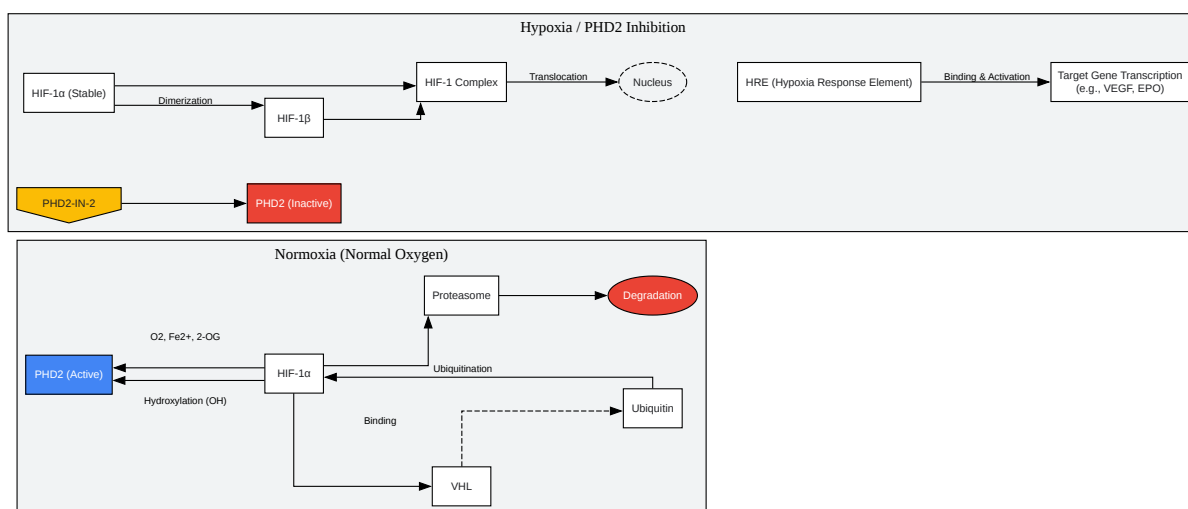 Hypoxia / PHD2 Inhibition
HIF-1α (Stable)
Dimerization
HIF-1β
HIF-1 Complex
Translocation
Nucleus
HRE (Hypoxia Response Element)
Binding & Activation
Target Gene Transcription
(e.g., VEGF, EPO)
PHD2-IN-2
PHD2 (Inactive)
Normoxia (Normal Oxygen)
Proteasome
Degradation
O2, Fe2+, 2-OG
PHD2 (Active)
HIF-1α
Ubiquitination
Hydroxylation (OH)
Binding
Ubiquitin
VHL